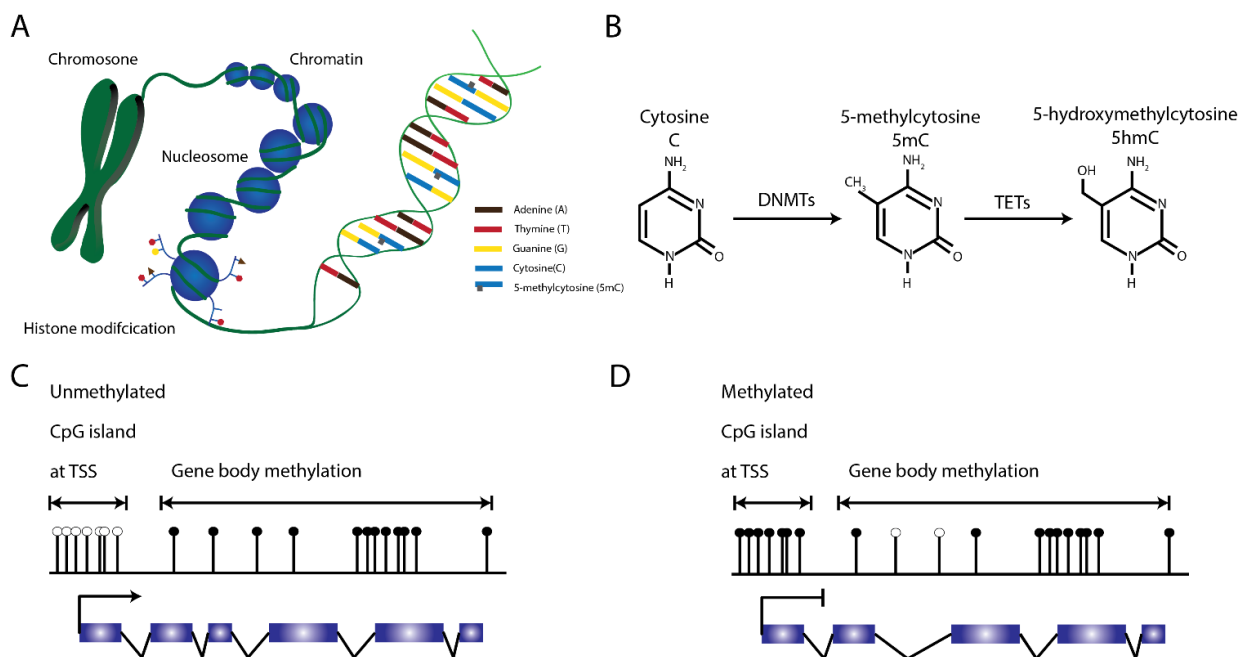 A
Chromosone
Chromatin
Nucleosome
Histone modifcication
Adenine (A)
Thymine (T)
Guanine (G)
Cytosine(C)
5-methylcytosine (5mC)
B
Cytosine
C
NH2
N
O
N
H
DNMTs
5-methylcytosine
5mC
NH2
CH3
N
O
N
H
TETs
5-hydroxymethylcytosine
5hmC
OH
NH2
N
O
N
H
C
Unmethylated
CpG island
at TSS
Gene body methylation
D
Methylated
CpG island
at TSS
Gene body methylation